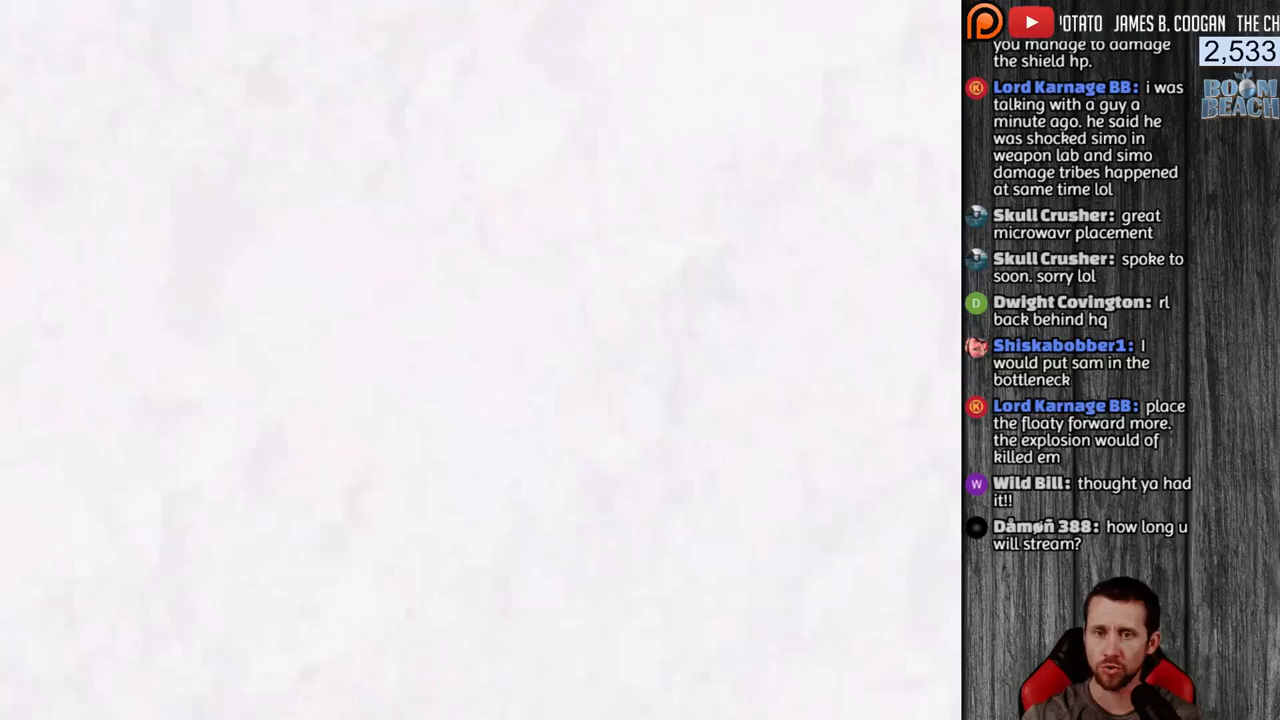 'OTATO JAMES B. COOGAN THE CH
2,533
BOOM
BEACH
you manage to damage
the shield hp.
Lord Karnage BB: i was
talking with a guy a
minute ago. he said he
was shocked simo in
weapon lab and simo
damage tribes happened
at same time lol
Skull Crusher: great
microwavr placement
Skull Crusher: spoke to
soon. sorry lol
D Dwight Covington: rl
back behind hq
Shiskabobber1: I
would put sam in the
bottleneck
Lord Karnage BB: place
the floaty forward more.
the explosion would of
killed em
W Wild Bill: thought ya had
it!!
Dåmøñ 388: how long u
will stream?